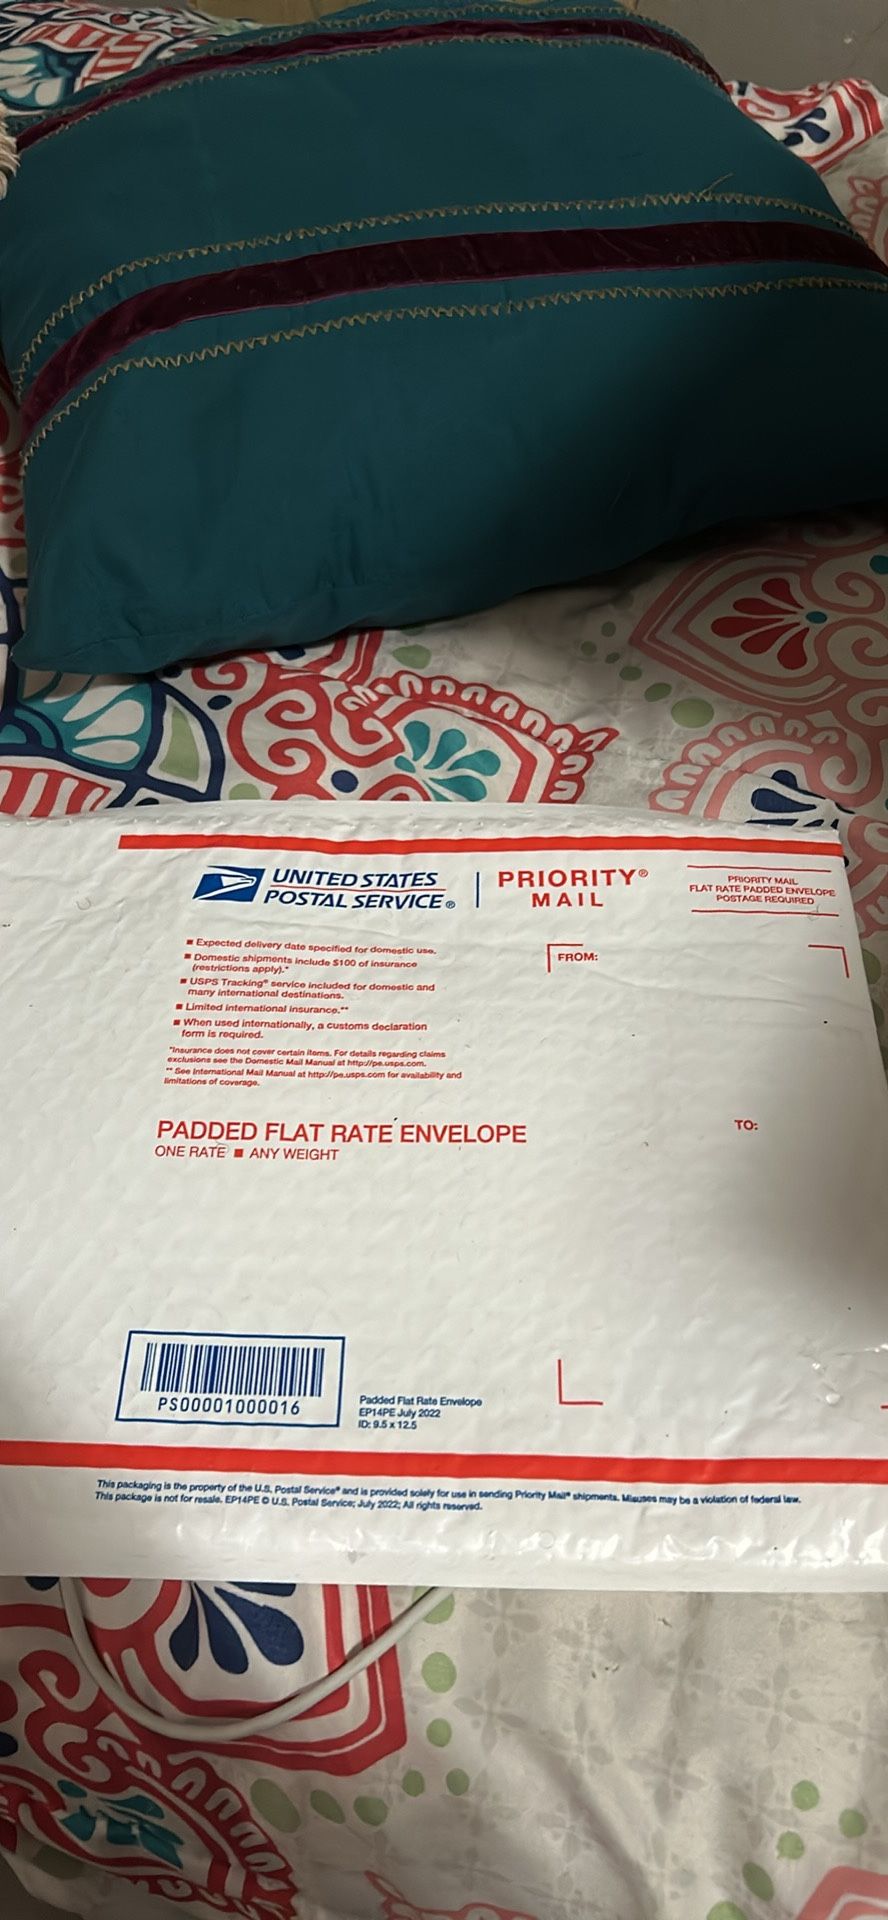 UNITED STATES
POSTAL SERVICE®
PRIORITY®
MAIL
PRIORITY MAIL
FLAT RATE PADDED ENVELOPE
POSTAGE REQUIRED
■ Expected delivery date specified for domestic use.
■ Domestic shipments include $100 of insurance
(restrictions apply).*
■ USPS Tracking® service included for domestic and
many international destinations.
■ Limited international insurance.**
■ When used internationally, a customs declaration
form is required.
*Insurance does not cover certain items. For details regarding claims
exclusions see the Domestic Mail Manual at http://pe.usps.com.
** See International Mail Manual at http://pe.usps.com for availability and
limitations of coverage.
FROM:
TO:
PADDED FLAT RATE ENVELOPE
ONE RATE ■ ANY WEIGHT
PS00001000016
Padded Flat Rate Envelope
EP14PE July 2022
ID: 9.5 x 12.5
This packaging is the property of the U.S. Postal Service® and is provided solely for use in sending Priority Mail® shipments. Misuses may be a violation of federal law.
This package is not for resale. EP14PE © U.S. Postal Service; July 2022; All rights reserved.